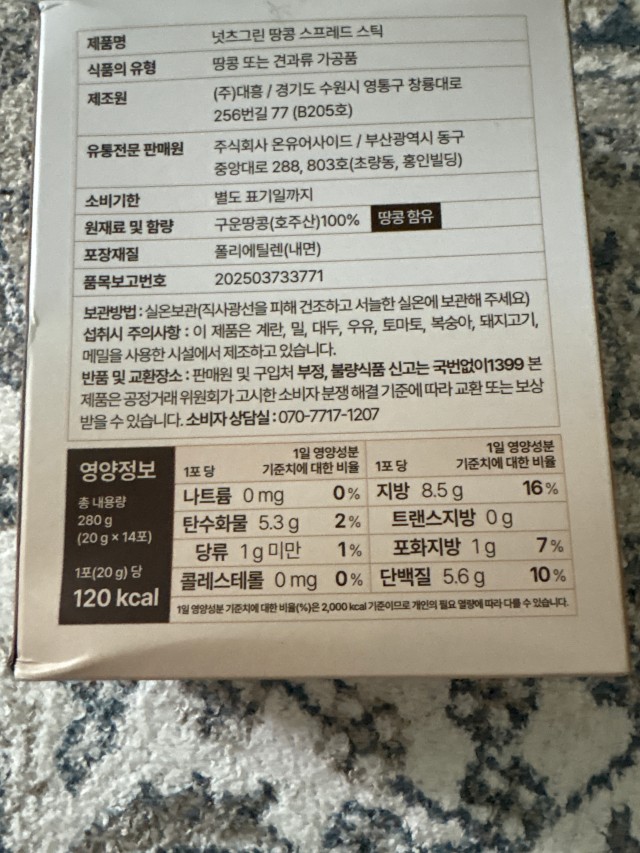 제품명 넛츠그린 땅콩 스프레드 스틱
식품의 유형 땅콩 또는 견과류 가공품
제조원 (주)대흥 / 경기도 수원시 영통구 창룡대로
256번길 77 (B205호)
유통전문 판매원 주식회사 온유어사이드 / 부산광역시 동구
중앙대로 288, 803호(초량동, 홍인빌딩)
소비기한 별도 표기일까지
원재료 및 함량 구운땅콩(호주산)100% 땅콩 함유
포장재질 폴리에틸렌(내면)
품목보고번호 202503733771
보관방법 : 실온보관(직사광선을 피해 건조하고 서늘한 실온에 보관해 주세요)
섭취시 주의사항 : 이 제품은 계란, 밀, 대두, 우유, 토마토, 복숭아, 돼지고기,
메밀을 사용한 시설에서 제조하고 있습니다.
반품 및 교환장소 : 판매원 및 구입처 부정, 불량식품 신고는 국번없이1399 본
제품은 공정거래 위원회가 고시한 소비자 분쟁 해결 기준에 따라 교환 또는 보상
받을 수 있습니다. 소비자 상담실 : 070-7717-1207
영양정보
총 내용량
280 g
(20 g × 14포)
1포(20 g) 당
120 kcal
1포 당 1일 영양성분
기준치에 대한 비율
나트륨 0 mg 0%
탄수화물 5.3 g 2%
당류 1 g 미만 1%
콜레스테롤 0 mg 0%
1포 당 1일 영양성분
기준치에 대한 비율
지방 8.5 g 16%
트랜스지방 0 g
포화지방 1 g 7%
단백질 5.6 g 10%
1일 영양성분 기준치에 대한 비율(%)은 2,000 kcal 기준이므로 개인의 필요 열량에 따라 다를 수 있습니다.